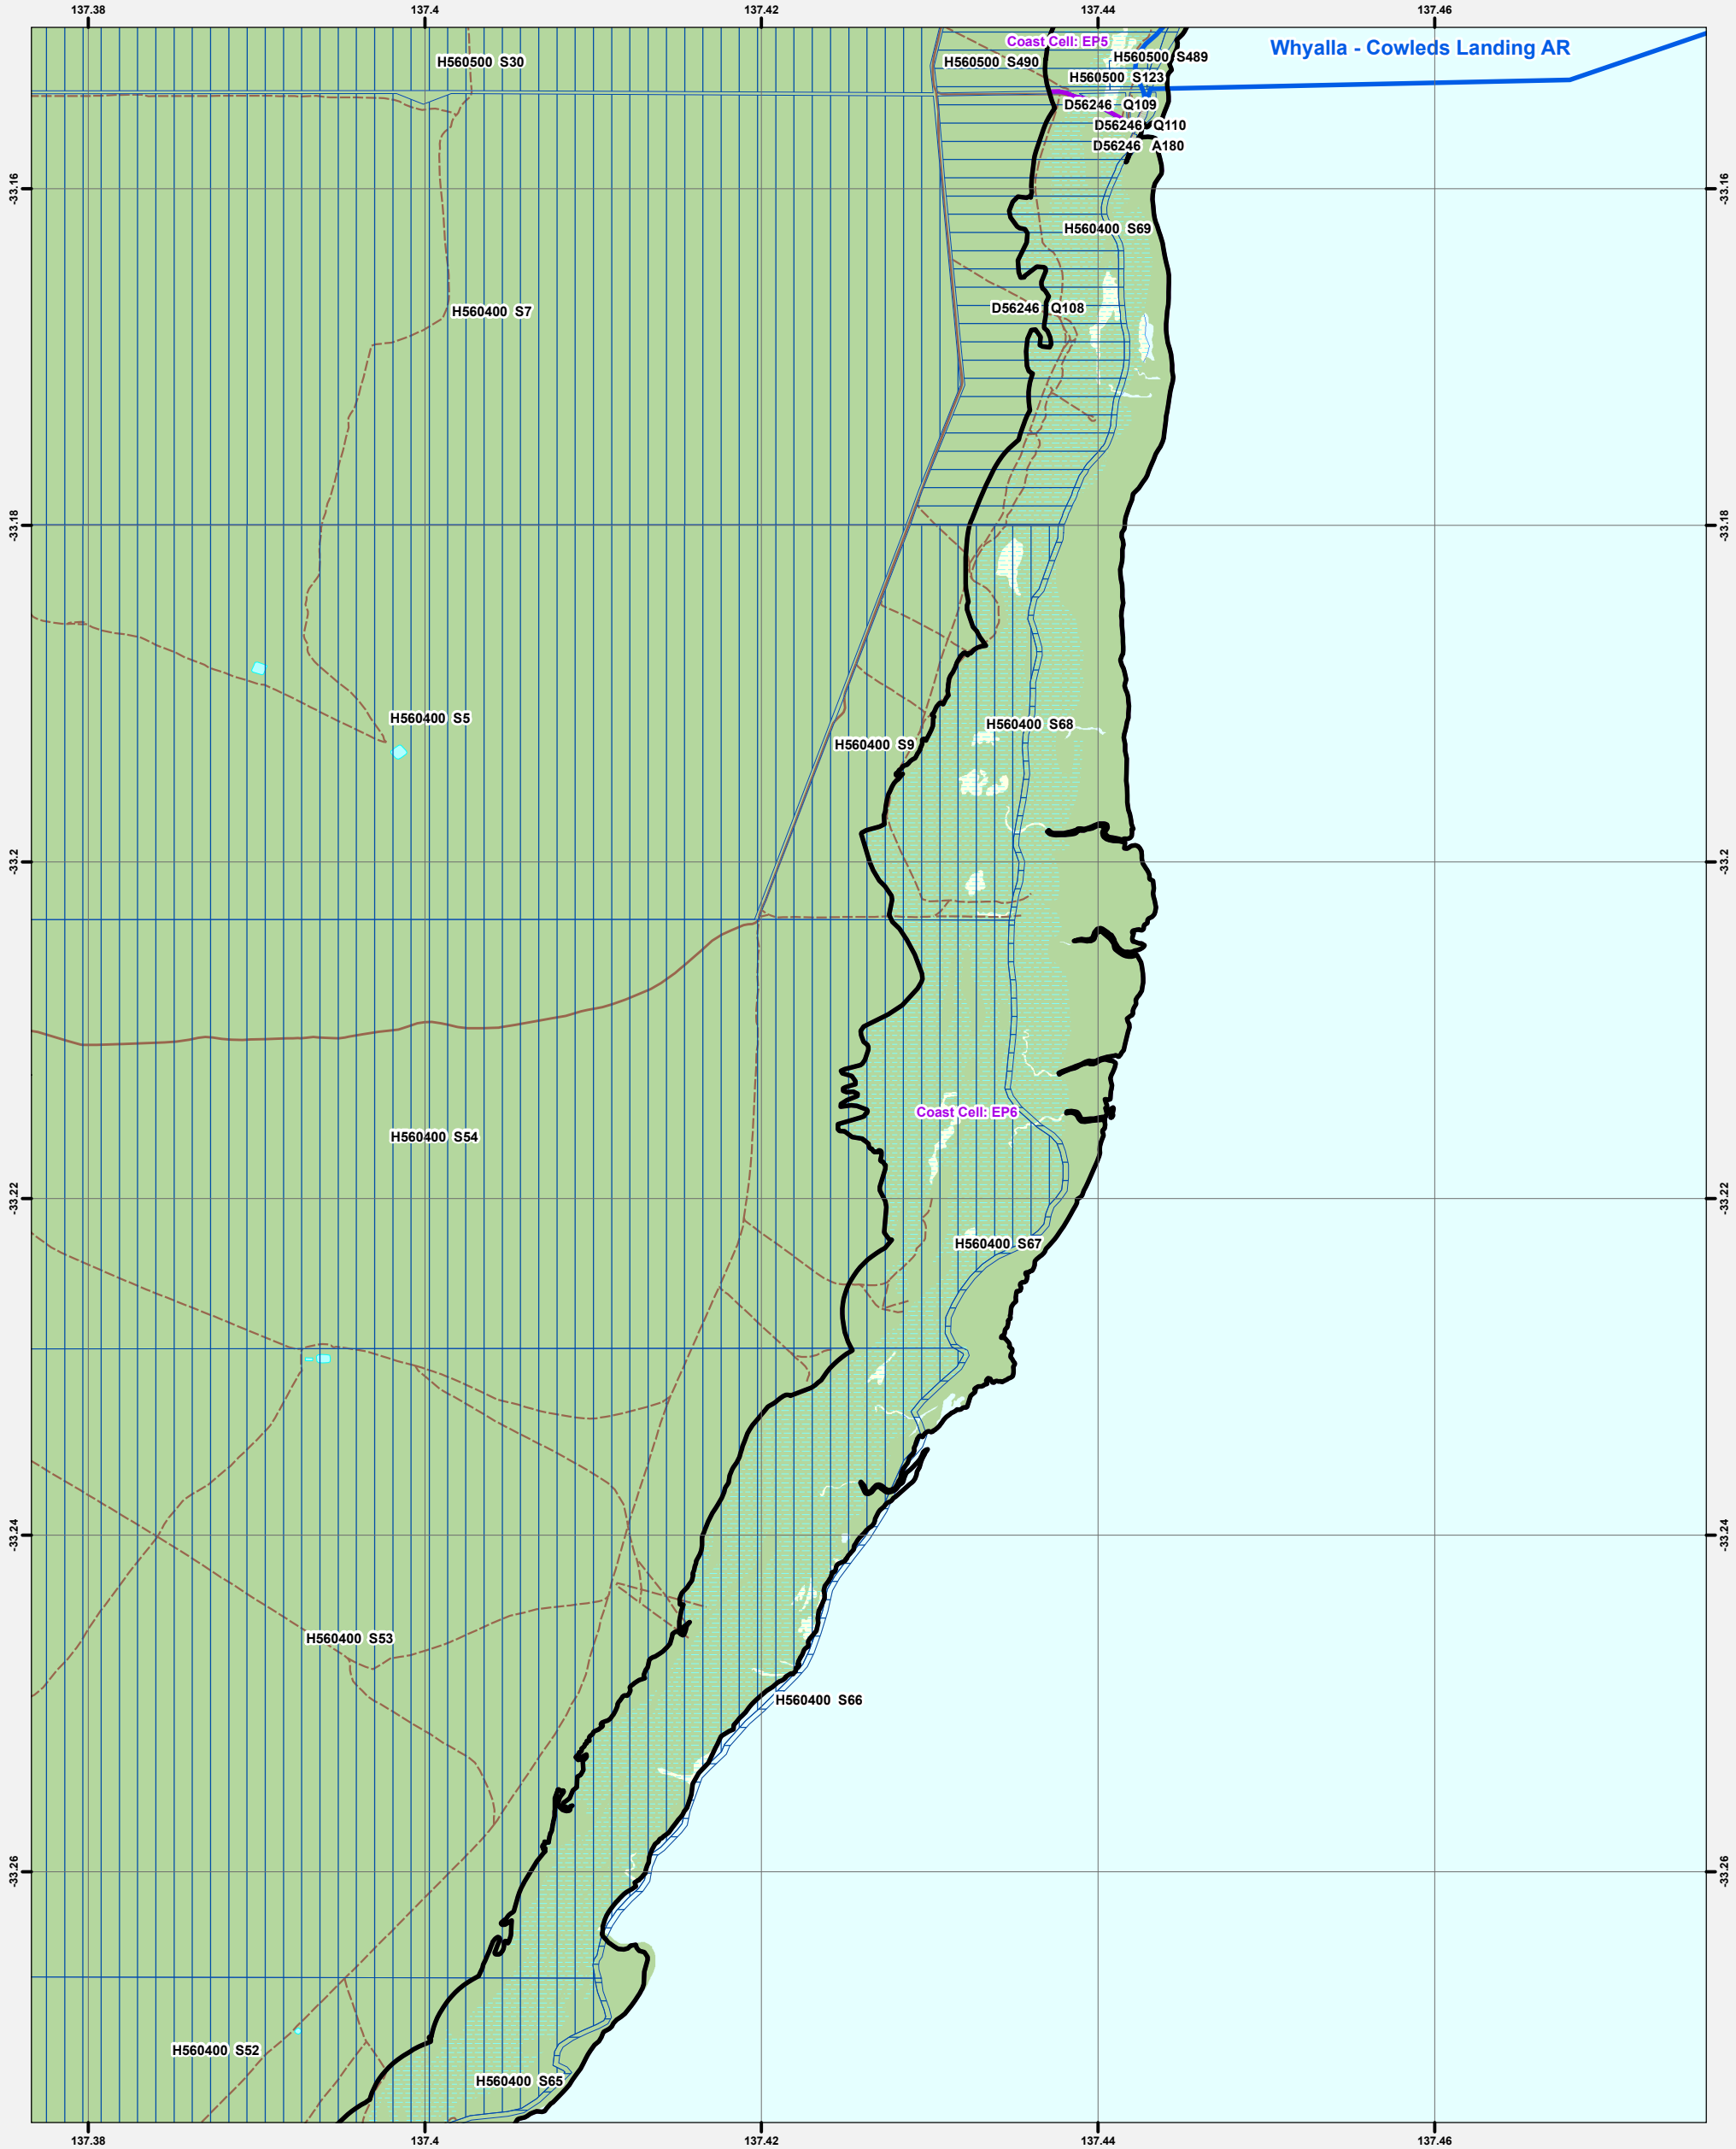 137.38
137.4
137.42
137.44
137.46
Coast Cell: EP5
Whyalla - Cowleds Landing AR
H560500 S30
H560500 S490
H560500 S489
H560500 S123
D56246 Q109
D56246 Q110
D56246 A180
-33.16
-33.16
H560400 S69
D56246 Q108
H560400 S7
-33.18
-33.18
H560400 S5
H560400 S68
H560400 S9
-33.2
-33.2
Coast Cell: EP6
H560400 S54
-33.22
-33.22
H560400 S67
-33.24
-33.24
H560400 S53
H560400 S66
-33.26
-33.26
H560400 S52
H560400 S65
137.38
137.4
137.42
137.44
137.46